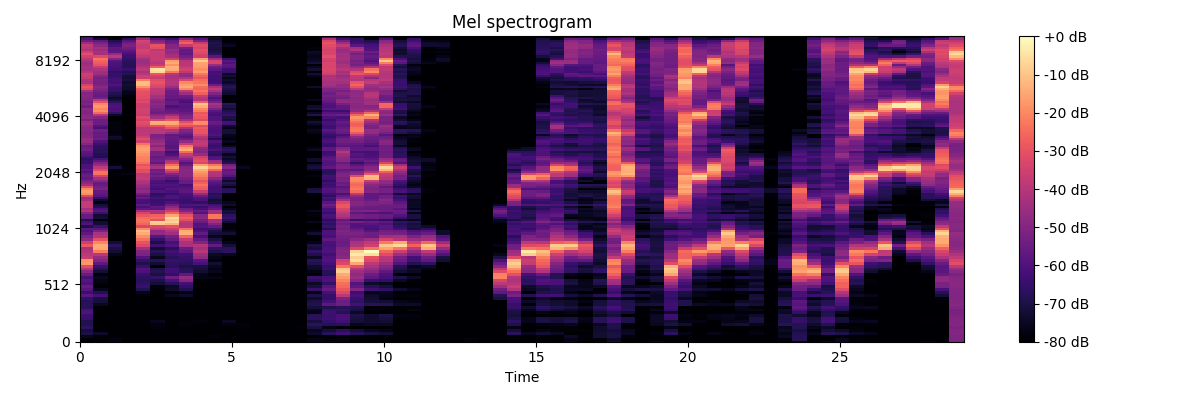 Mel spectrogram
Hz
8192
4096
2048
1024
512
0
0 5 10 15 20 25
Time
+0 dB
-10 dB
-20 dB
-30 dB
-40 dB
-50 dB
-60 dB
-70 dB
-80 dB